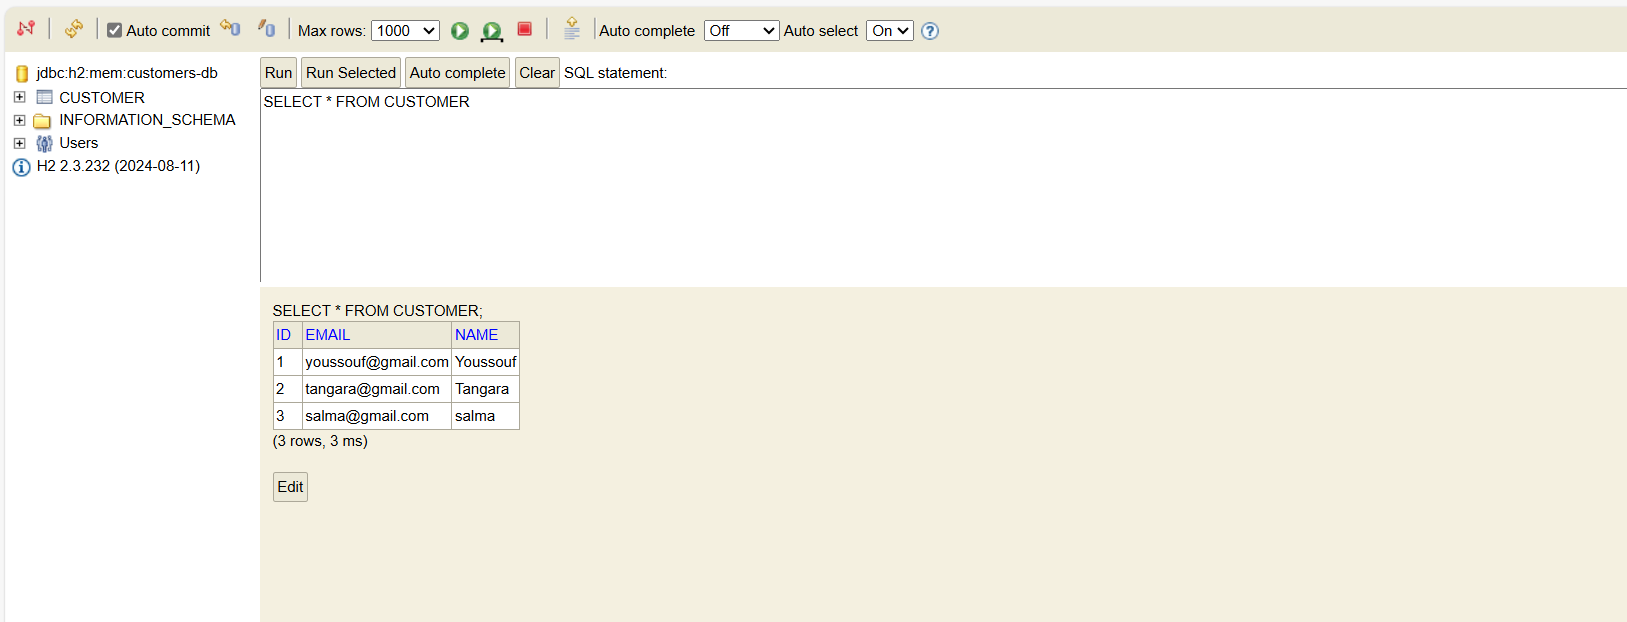 Auto commit Max rows: 1000 Auto complete Off Auto select On ?
jdbc:h2:mem:customers-db
CUSTOMER
INFORMATION_SCHEMA
Users
H2 2.3.232 (2024-08-11)
Run Run Selected Auto complete Clear SQL statement:
SELECT * FROM CUSTOMER
SELECT * FROM CUSTOMER;
ID EMAIL NAME
1 youssouf@gmail.com Youssouf
2 tangara@gmail.com Tangara
3 salma@gmail.com salma
(3 rows, 3 ms)
Edit